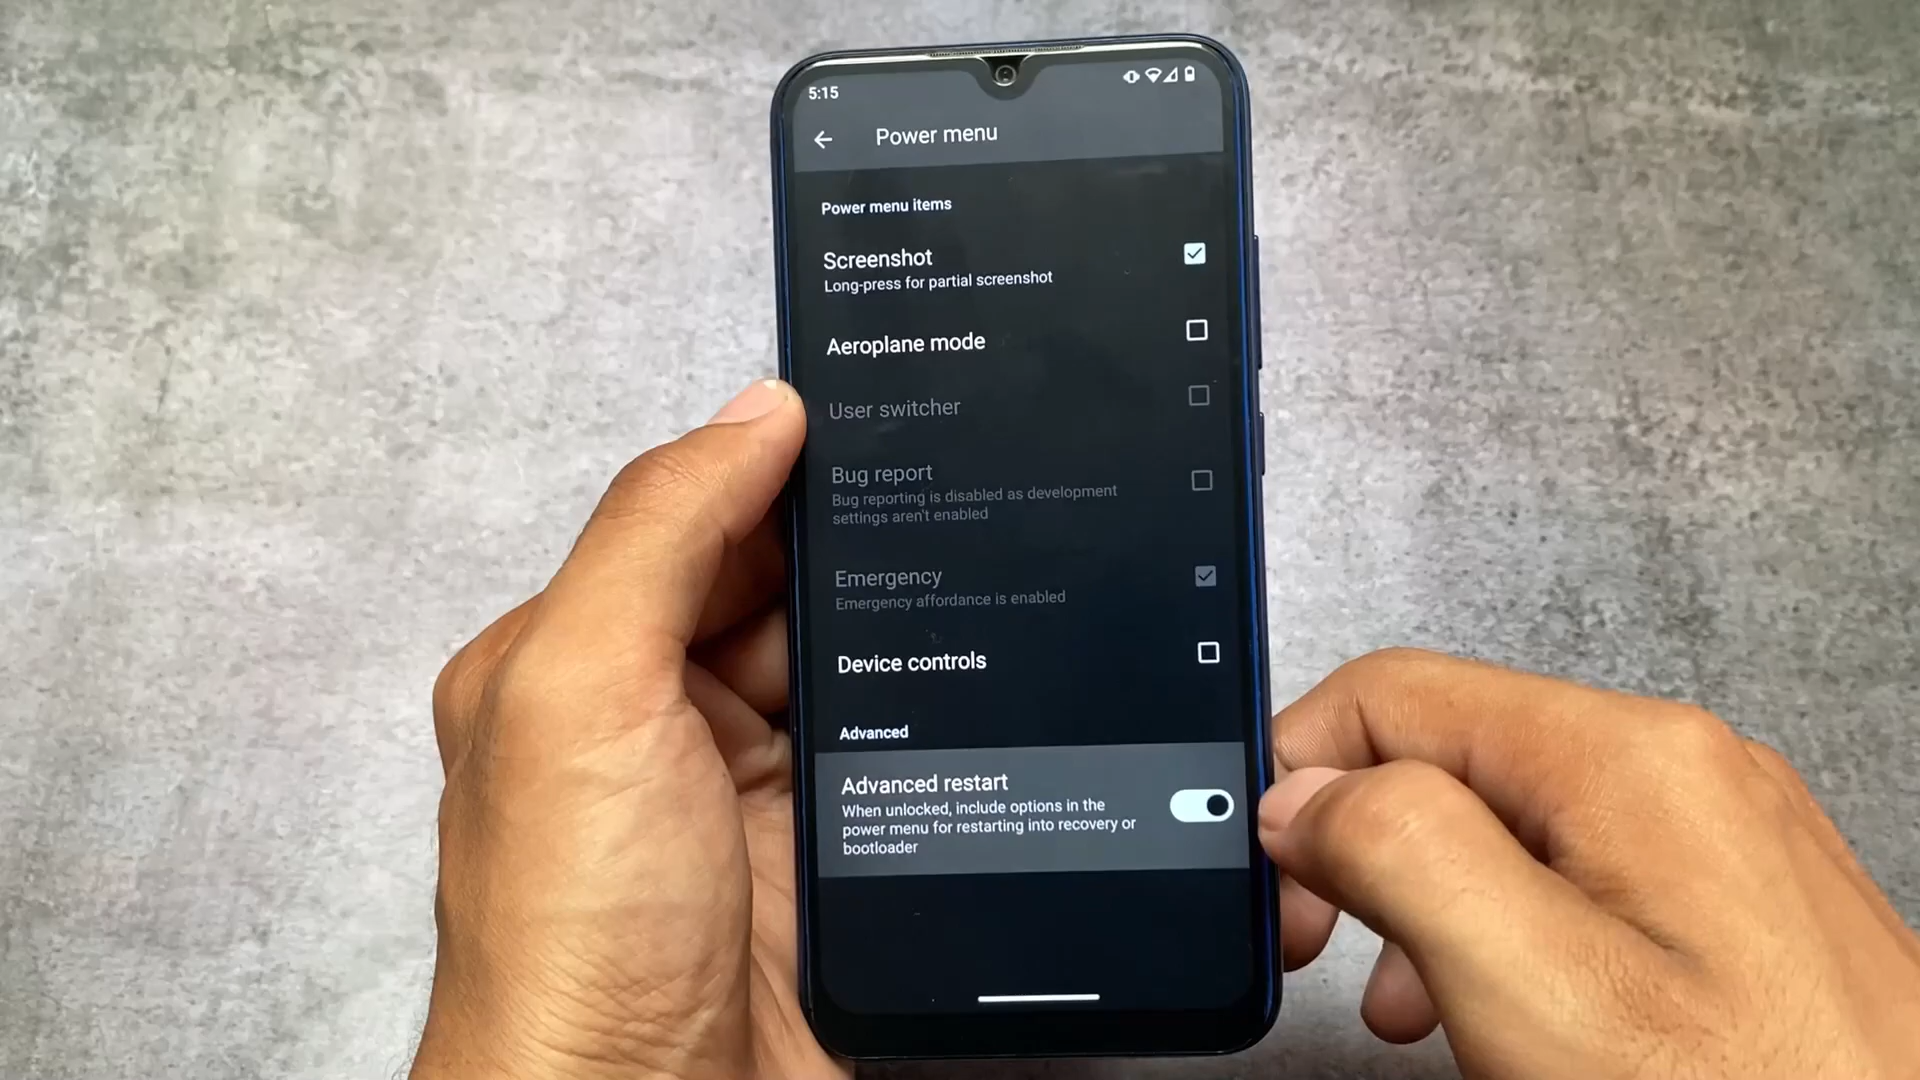 5:15
Power menu
Power menu items
Screenshot
Long-press for partial screenshot
Aeroplane mode
User switcher
Bug report
Bug reporting is disabled as development
settings aren't enabled
Emergency
Emergency affordance is enabled
Device controls
Advanced
Advanced restart
When unlocked, include options in the
power menu for restarting into recovery or
bootloader